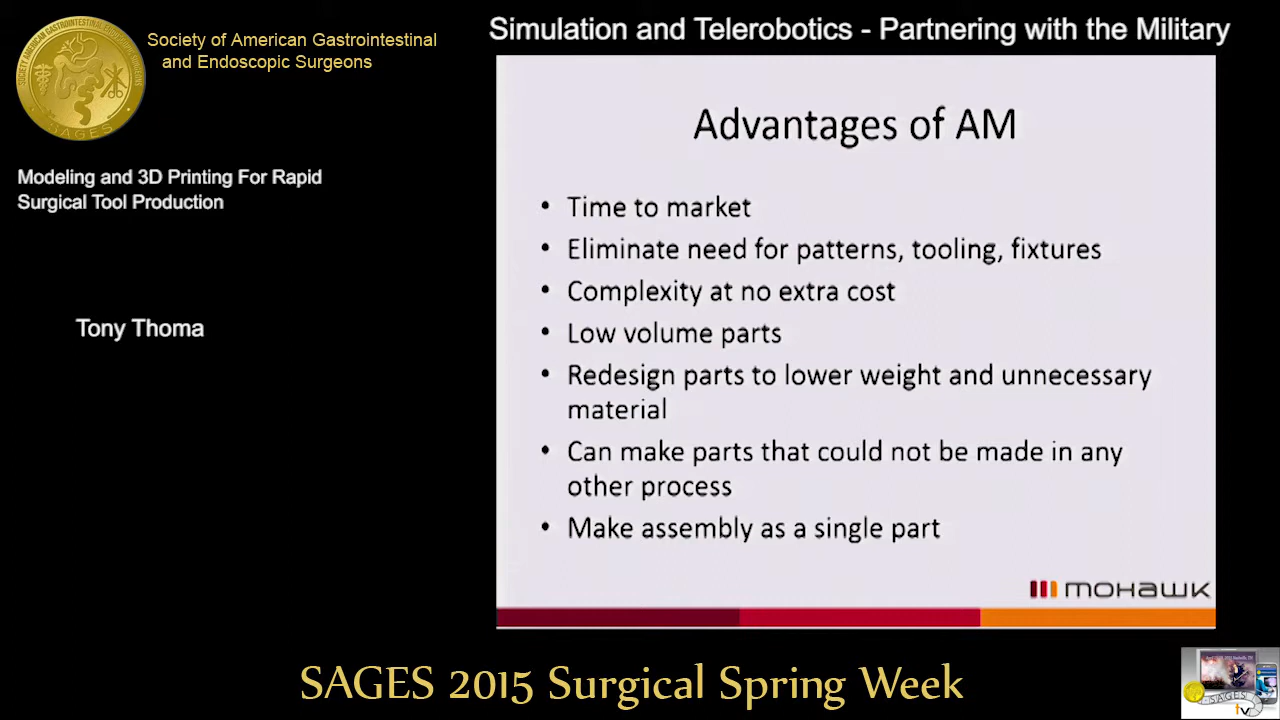 Society of American Gastrointestinal
and Endoscopic Surgeons
Simulation and Telerobotics - Partnering with the Military
Modeling and 3D Printing For Rapid
Surgical Tool Production
Tony Thoma
Advantages of AM
• Time to market
• Eliminate need for patterns, tooling, fixtures
• Complexity at no extra cost
• Low volume parts
• Redesign parts to lower weight and unnecessary
material
• Can make parts that could not be made in any
other process
• Make assembly as a single part
mohawk
SAGES 2015 Surgical Spring Week
SAGES
tv